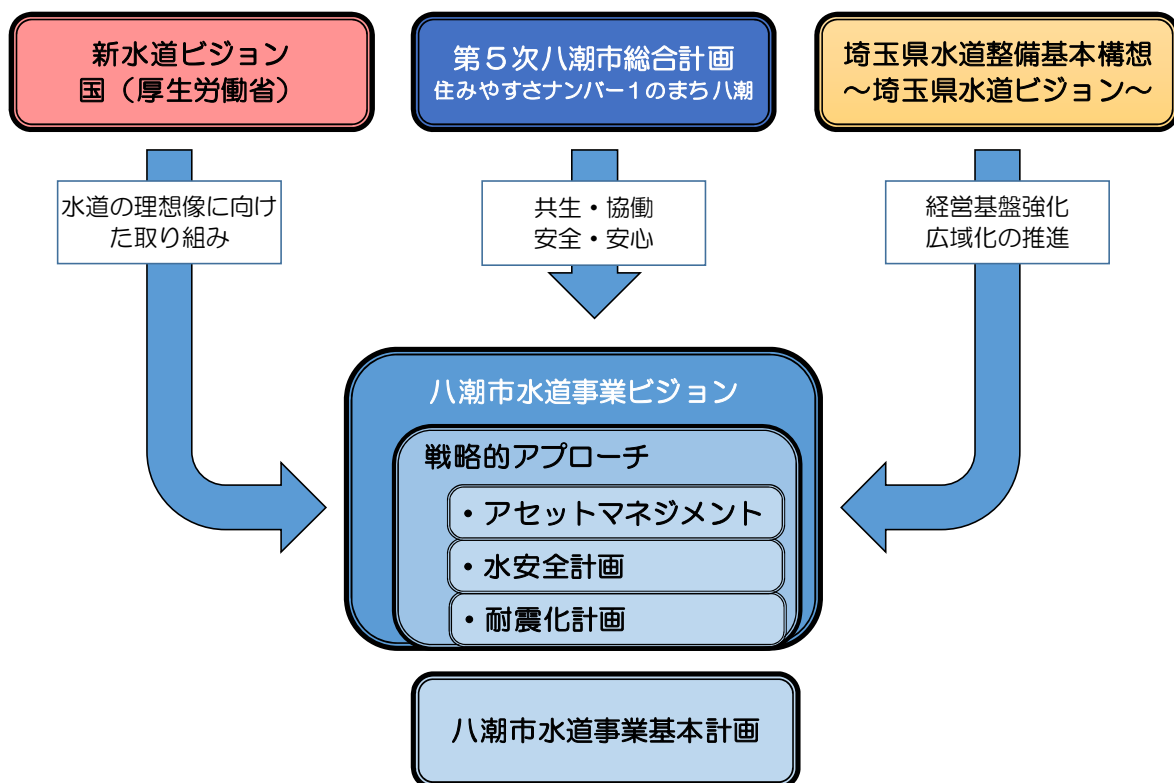 新水道ビジョン
国（厚生労働省）
第５次八潮市総合計画
住みやすさナンバー１のまち八潮
埼玉県水道整備基本構想
～埼玉県水道ビジョン～
水道の理想像に向け
た取り組み
共生・協働
安全・安心
経営基盤強化
広域化の推進
八潮市水道事業ビジョン
戦略的アプローチ
・アセットマネジメント
・水安全計画
・耐震化計画
八潮市水道事業基本計画